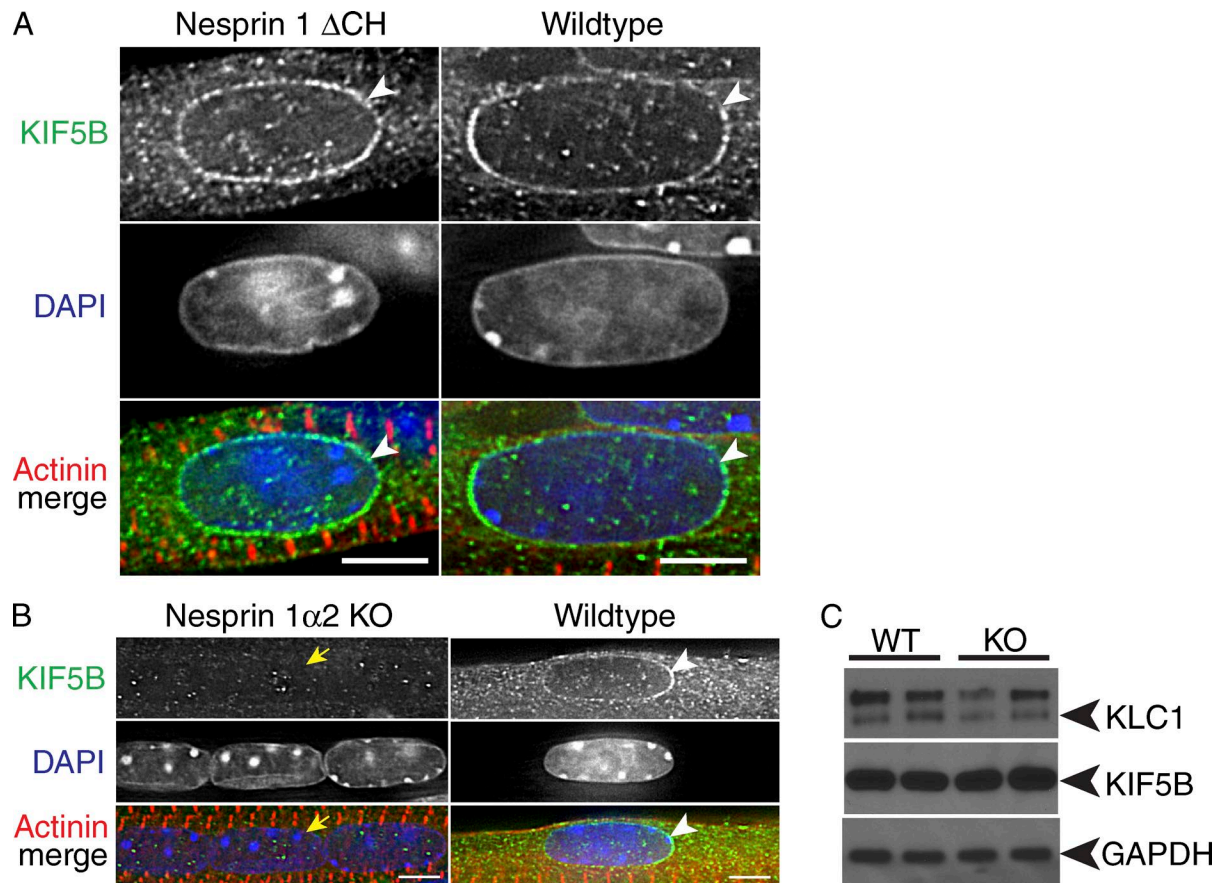 A
Nesprin 1 ΔCH Wildtype
KIF5B
DAPI
Actinin
merge
B
Nesprin 1α2 KO Wildtype
KIF5B
DAPI
Actinin
merge
C
WT KO
KLC1
KIF5B
GAPDH